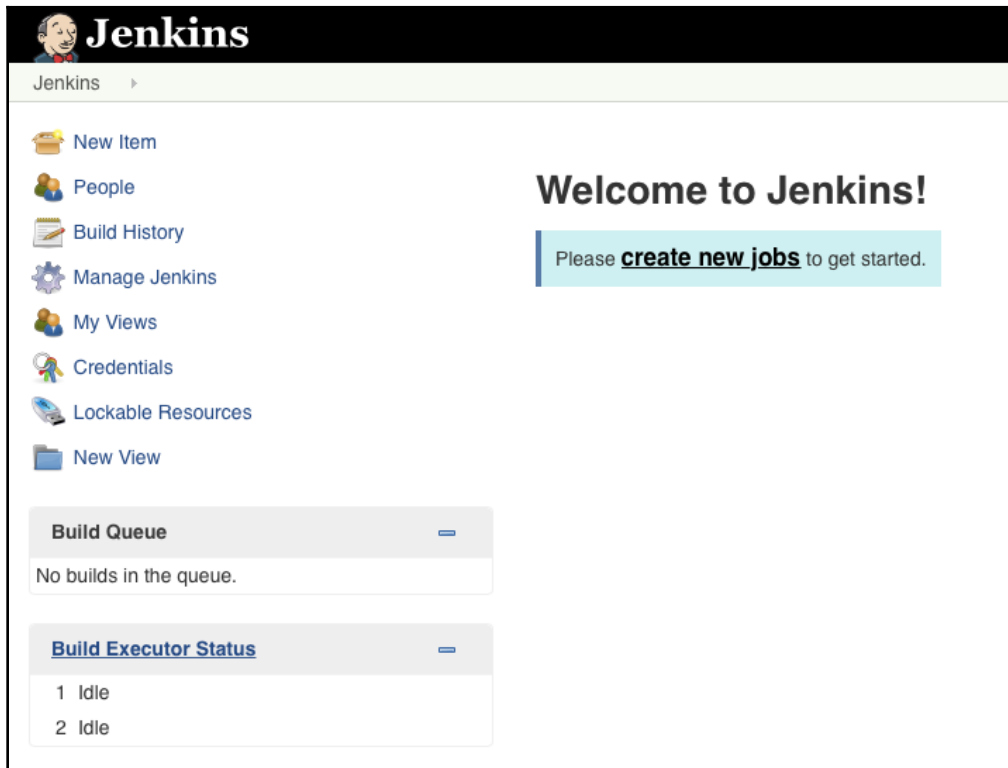 Jenkins
Jenkins
New Item
People
Build History
Manage Jenkins
My Views
Credentials
Lockable Resources
New View
Welcome to Jenkins!
Please create new jobs to get started.
Build Queue
No builds in the queue.
Build Executor Status
1 Idle
2 Idle